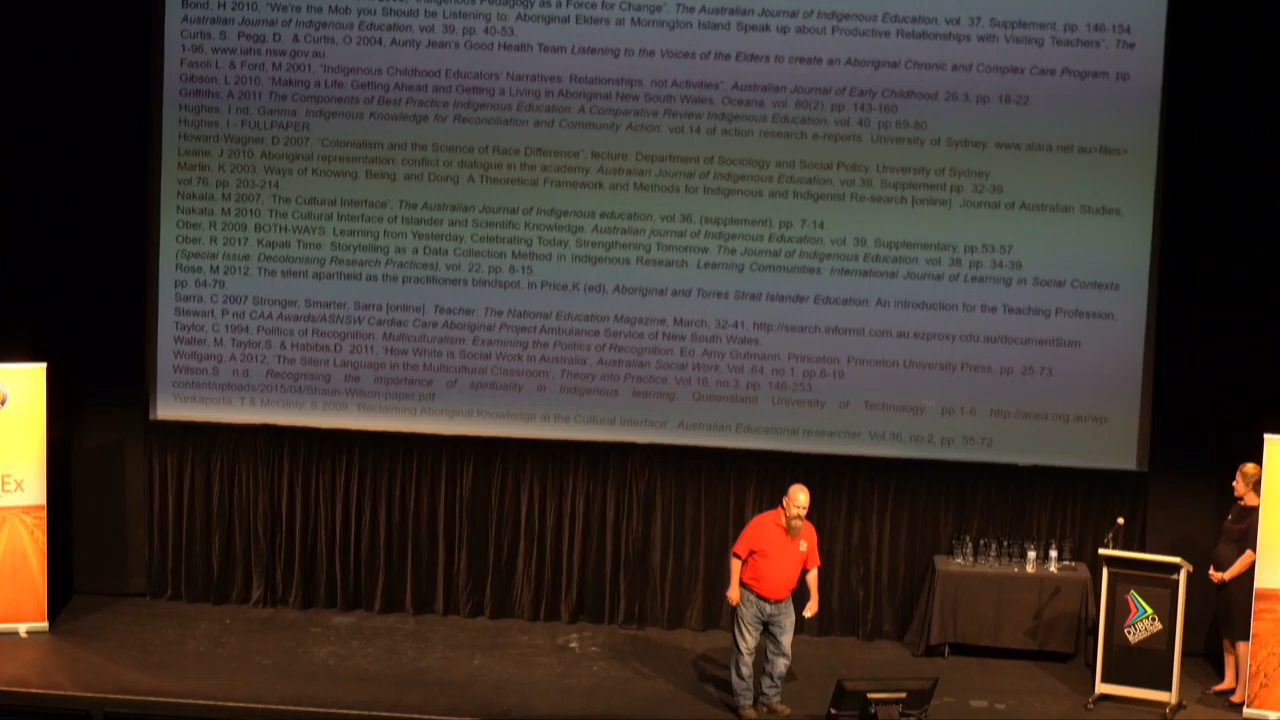 Indigenous Pedagogy as a Force for Change". The Australian Journal of Indigenous Education, vol. 37, Supplement, pp. 146-154.
Bond, H 2010, "We're the Mob you Should be Listening to: Aboriginal Elders at Mornington Island Speak up about Productive Relationships with Visiting Teachers", The
Australian Journal of Indigenous Education, vol. 39, pp. 40-53.
Curtis, S. Pegg, D. & Curtis, O 2004, Aunty Jean's Good Health Team Listening to the Voices of the Elders to create an Aboriginal Chronic and Complex Care Program, pp.
1-96, www.iahs.nsw.gov.au.
Fasoli L. & Ford, M 2001, "Indigenous Childhood Educators' Narratives: Relationships, not Activities", Australian Journal of Early Childhood, 26.3. pp. 18-22.
Gibson, L 2010, "Making a Life: Getting Ahead and Getting a Living in Aboriginal New South Wales, Oceana, vol. 80(2), pp. 143-160.
Griffiths, A 2011 The Components of Best Practice Indigenous Education: A Comparative Review Indigenous Education, vol. 40, pp.69-80
Hughes, I nd. Ganma: Indigenous Knowledge for Reconciliation and Community Action. vol.14 of action research e-reports. University of Sydney. www.alara.net.au>files>
Hughes, I - FULLPAPER
Howard-Wagner, D 2007, "Colonialism and the Science of Race Difference", lecture: Department of Sociology and Social Policy, University of Sydney
Leane, J 2010. Aboriginal representation: conflict or dialogue in the academy. Australian Journal of Indigenous Education, vol.39, Supplement pp. 32-39.
Martin, K 2003, Ways of Knowing, Being, and Doing: A Theoretical Framework and Methods for Indigenous and Indigenist Re-search [online]. Journal of Australian Studies,
vol 76, pp. 203-214.
Nakata, M 2007, 'The Cultural Interface', The Australian Journal of Indigenous education, vol.36, (supplement), pp. 7-14.
Nakata, M 2010. The Cultural Interface of Islander and Scientific Knowledge. Australian journal of Indigenous Education, vol. 39, Supplementary, pp.53-57
Ober, R 2009. BOTH-WAYS: Learning from Yesterday, Celebrating Today, Strengthening Tomorrow. The Journal of Indigenous Education, vol. 38, pp. 34-39
Ober, R 2017. Kapati Time: Storytelling as a Data Collection Method in Indigenous Research. Learning Communities: International Journal of Learning in Social Contexts
(Special Issue: Decolonising Research Practices), vol. 22, pp. 8-15.
Rose, M 2012, The silent apartheid as the practitioners blindspot, in Price,K (ed), Aboriginal and Torres Strait Islander Education: An introduction for the Teaching Profession,
pp. 64-79.
Sarra, C 2007 Stronger, Smarter, Sarra [online]. Teacher: The National Education Magazine, March, 32-41, http://search.informit.com.au.ezproxy.cdu.au/documentSum
Stewart, P nd CAA Awards/ASNSW Cardiac Care Aboriginal Project Ambulance Service of New South Wales.
Taylor, C 1994, Politics of Recognition. Multiculturalism: Examining the Politics of Recognition. Ed. Amy Gutmann. Princeton, Princeton University Press. pp. 25-73.
Walter, M. Taylor,S. & Habibis.D 2011, 'How White is Social Work in Australia', Australian Social Work, Vol. 64, no.1, pp.6-19
Wolfgang. A 2012, 'The Silent Language in the Multicultural Classroom', Theory into Practice, Vol 16, no.3, pp. 146-253
Wilson.S n.d. Recognising the importance of spirituality in Indigenous learning. Queensland University of Technology. pp.1-6 http://acea.org.au/wp-
content/uploads/2015/04/Shaun-Wilson-paper.pdf
Yunkaporta, T & McGinty, S 2009, 'Reclaiming Aboriginal Knowledge at the Cultural Interface', Australian Educational researcher, Vol 36, no.2, pp. 55-72
Ex
DUBBO